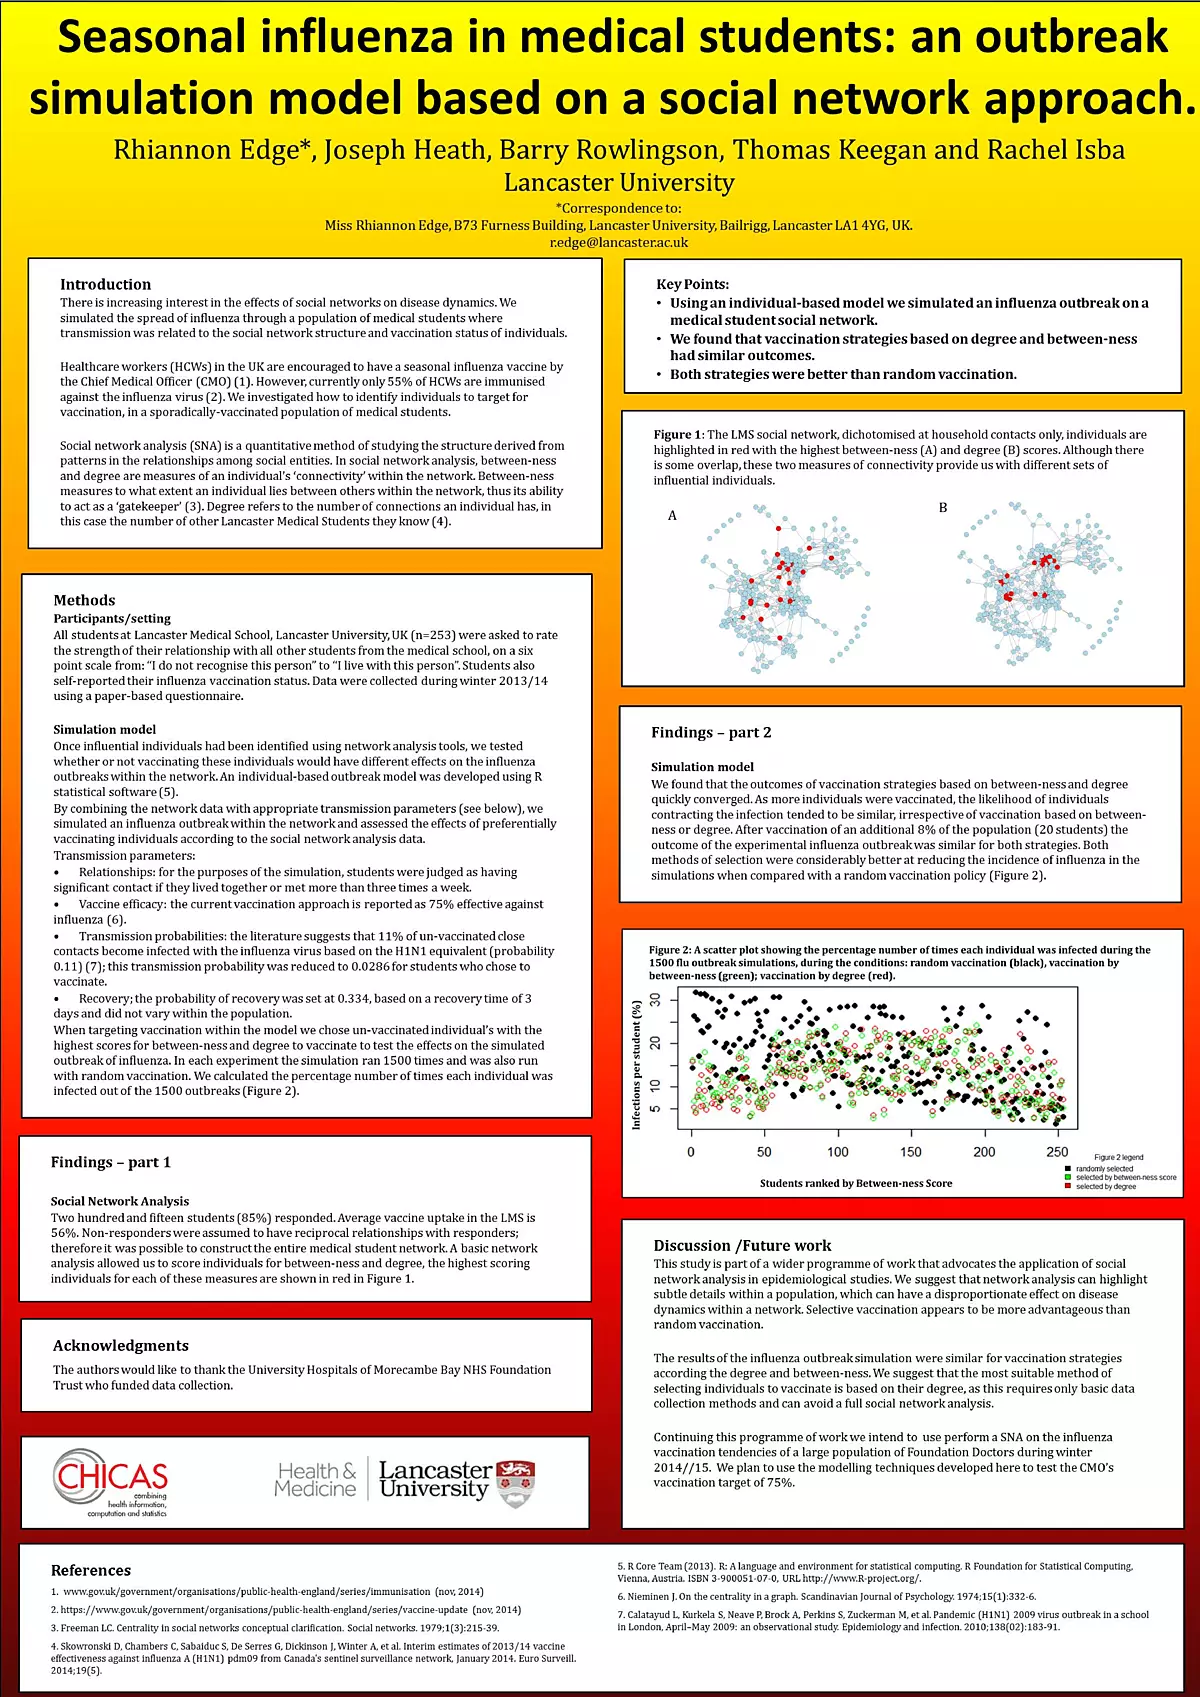 Seasonal influenza in medical students: an outbreak
simulation model based on a social network approach.
Rhiannon Edge*, Joseph Heath, Barry Rowlingson, Thomas Keegan and Rachel Isba
Lancaster University
*Correspondence to:
Miss Rhiannon Edge, B73 Furness Building, Lancaster University, Bailrigg, Lancaster LA1 4YG, UK.
r.edge@lancaster.ac.uk
Introduction
There is increasing interest in the effects of social networks on disease dynamics. We
simulated the spread of influenza through a population of medical students where
transmission was related to the social network structure and vaccination status of individuals.
Healthcare workers (HCWs) in the UK are encouraged to have a seasonal influenza vaccine by
the Chief Medical Officer (CMO) (1). However, currently only 55% of HCWs are immunised
against the influenza virus (2). We investigated how to identify individuals to target for
vaccination, in a sporadically-vaccinated population of medical students.
Social network analysis (SNA) is a quantitative method of studying the structure derived from
patterns in the relationships among social entities. In social network analysis, between-ness
and degree are measures of an individual's 'connectivity' within the network. Between-ness
measures to what extent an individual lies between others within the network, thus its ability
to act as a 'gatekeeper' (3). Degree refers to the number of connections an individual has, in
this case the number of other Lancaster Medical Students they know (4).
Methods
Participants/setting
All students at Lancaster Medical School, Lancaster University, UK (n=253) were asked to rate
the strength of their relationship with all other students from the medical school, on a six
point scale from: "I do not recognise this person" to "I live with this person". Students also
self-reported their influenza vaccination status. Data were collected during winter 2013/14
using a paper-based questionnaire.
Simulation model
Once influential individuals had been identified using network analysis tools, we tested
whether or not vaccinating these individuals would have different effects on the influenza
outbreaks within the network. An individual-based outbreak model was developed using R
statistical software (5).
By combining the network data with appropriate transmission parameters (see below), we
simulated an influenza outbreak within the network and assessed the effects of preferentially
vaccinating individuals according to the social network analysis data.
Transmission parameters:
• Relationships: for the purposes of the simulation, students were judged as having
significant contact if they lived together or met more than three times a week.
• Vaccine efficacy: the current vaccination approach is reported as 75% effective against
influenza (6).
• Transmission probabilities: the literature suggests that 11% of un-vaccinated close
contacts become infected with the influenza virus based on the H1N1 equivalent (probability
0.11) (7); this transmission probability was reduced to 0.0286 for students who chose to
vaccinate.
• Recovery; the probability of recovery was set at 0.334, based on a recovery time of 3
days and did not vary within the population.
When targeting vaccination within the model we chose un-vaccinated individual's with the
highest scores for between-ness and degree to vaccinate to test the effects on the simulated
outbreak of influenza. In each experiment the simulation ran 1500 times and was also run
with random vaccination. We calculated the percentage number of times each individual was
infected out of the 1500 outbreaks (Figure 2).
Findings – part 1
Social Network Analysis
Two hundred and fifteen students (85%) responded. Average vaccine uptake in the LMS is
56%. Non-responders were assumed to have reciprocal relationships with responders;
therefore it was possible to construct the entire medical student network. A basic network
analysis allowed us to score individuals for between-ness and degree, the highest scoring
individuals for each of these measures are shown in red in Figure 1.
Acknowledgments
The authors would like to thank the University Hospitals of Morecambe Bay NHS Foundation
Trust who funded data collection.
CHICAS
combining
health information,
computation and statistics
Health &
Medicine
Lancaster
University
Key Points:
• Using an individual-based model we simulated an influenza outbreak on a
medical student social network.
• We found that vaccination strategies based on degree and between-ness
had similar outcomes.
• Both strategies were better than random vaccination.
Figure 1: The LMS social network, dichotomised at household contacts only, individuals are
highlighted in red with the highest between-ness (A) and degree (B) scores. Although there
is some overlap, these two measures of connectivity provide us with different sets of
influential individuals.
A
B
Findings – part 2
Simulation model
We found that the outcomes of vaccination strategies based on between-ness and degree
quickly converged. As more individuals were vaccinated, the likelihood of individuals
contracting the infection tended to be similar, irrespective of vaccination based on between-
ness or degree. After vaccination of an additional 8% of the population (20 students) the
outcome of the experimental influenza outbreak was similar for both strategies. Both
methods of selection were considerably better at reducing the incidence of influenza in the
simulations when compared with a random vaccination policy (Figure 2).
Figure 2: A scatter plot showing the percentage number of times each individual was infected during the
1500 flu outbreak simulations, during the conditions: random vaccination (black), vaccination by
between-ness (green); vaccination by degree (red).
Infections per student (%)
30
20
10
5
0 50 100 150 200 250
Students ranked by Between-ness Score
Figure 2 legend
randomly selected
selected by between-ness score
selected by degree
Discussion /Future work
This study is part of a wider programme of work that advocates the application of social
network analysis in epidemiological studies. We suggest that network analysis can highlight
subtle details within a population, which can have a disproportionate effect on disease
dynamics within a network. Selective vaccination appears to be more advantageous than
random vaccination.
The results of the influenza outbreak simulation were similar for vaccination strategies
according the degree and between-ness. We suggest that the most suitable method of
selecting individuals to vaccinate is based on their degree, as this requires only basic data
collection methods and can avoid a full social network analysis.
Continuing this programme of work we intend to use perform a SNA on the influenza
vaccination tendencies of a large population of Foundation Doctors during winter
2014//15. We plan to use the modelling techniques developed here to test the CMO's
vaccination target of 75%.
References
1. www.gov.uk/government/organisations/public-health-england/series/immunisation (nov, 2014)
2. https://www.gov.uk/government/organisations/public-health-england/series/vaccine-update (nov, 2014)
3. Freeman LC. Centrality in social networks conceptual clarification. Social networks. 1979;1(3):215-39.
4. Skowronski D, Chambers C, Sabaiduc S, De Serres G, Dickinson J, Winter A, et al. Interim estimates of 2013/14 vaccine
effectiveness against influenza A (H1N1) pdm09 from Canada's sentinel surveillance network, January 2014. Euro Surveill.
2014;19(5).
5. R Core Team (2013). R: A language and environment for statistical computing. R Foundation for Statistical Computing,
Vienna, Austria. ISBN 3-900051-07-0, URL http://www.R-project.org/.
6. Nieminen J. On the centrality in a graph. Scandinavian Journal of Psychology. 1974;15(1):332-6.
7. Calatayud L, Kurkela S, Neave P, Brock A, Perkins S, Zuckerman M, et al. Pandemic (H1N1) 2009 virus outbreak in a school
in London, April–May 2009: an observational study. Epidemiology and infection. 2010;138(02):183-91.